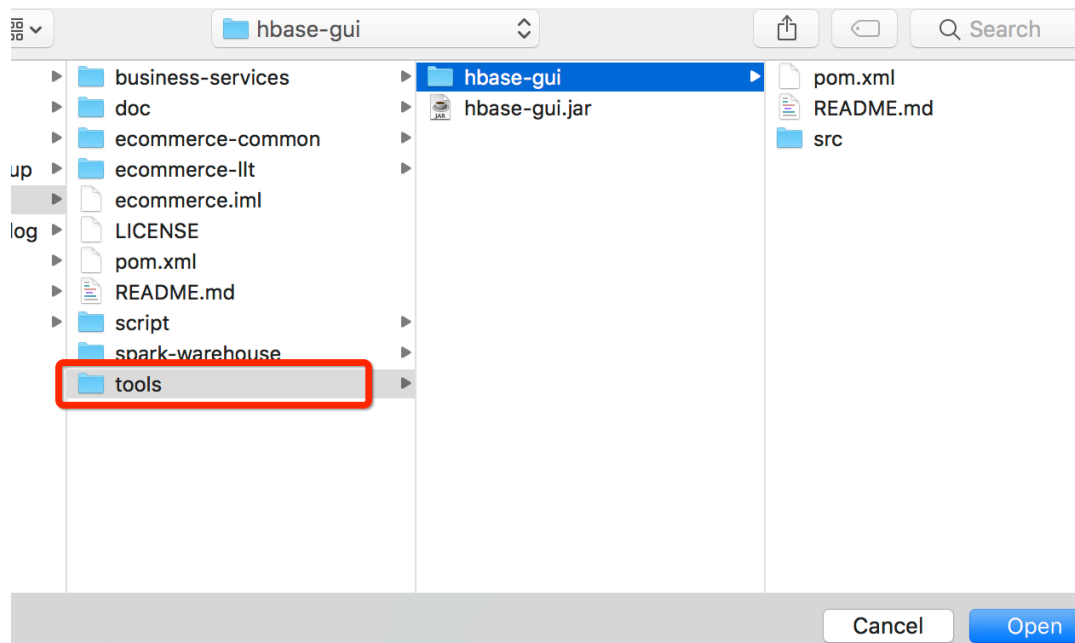 hbase-gui
Search
up
log
business-services
doc
ecommerce-common
ecommerce-llt
ecommerce.iml
LICENSE
pom.xml
README.md
script
spark-warehouse
tools
hbase-gui
JAR
hbase-gui.jar
pom.xml
README.md
src
Cancel
Open